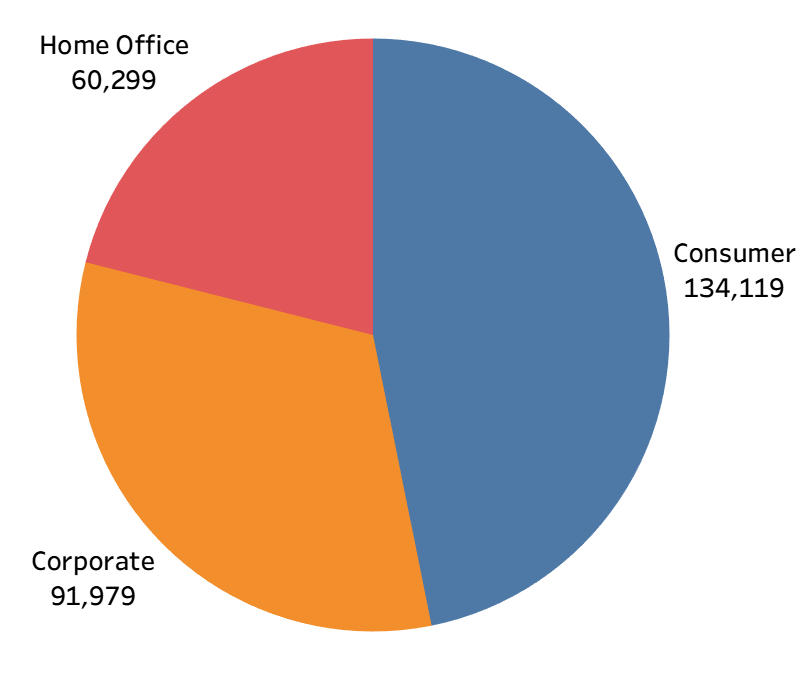 Home Office
60,299
Consumer
134,119
Corporate
91,979